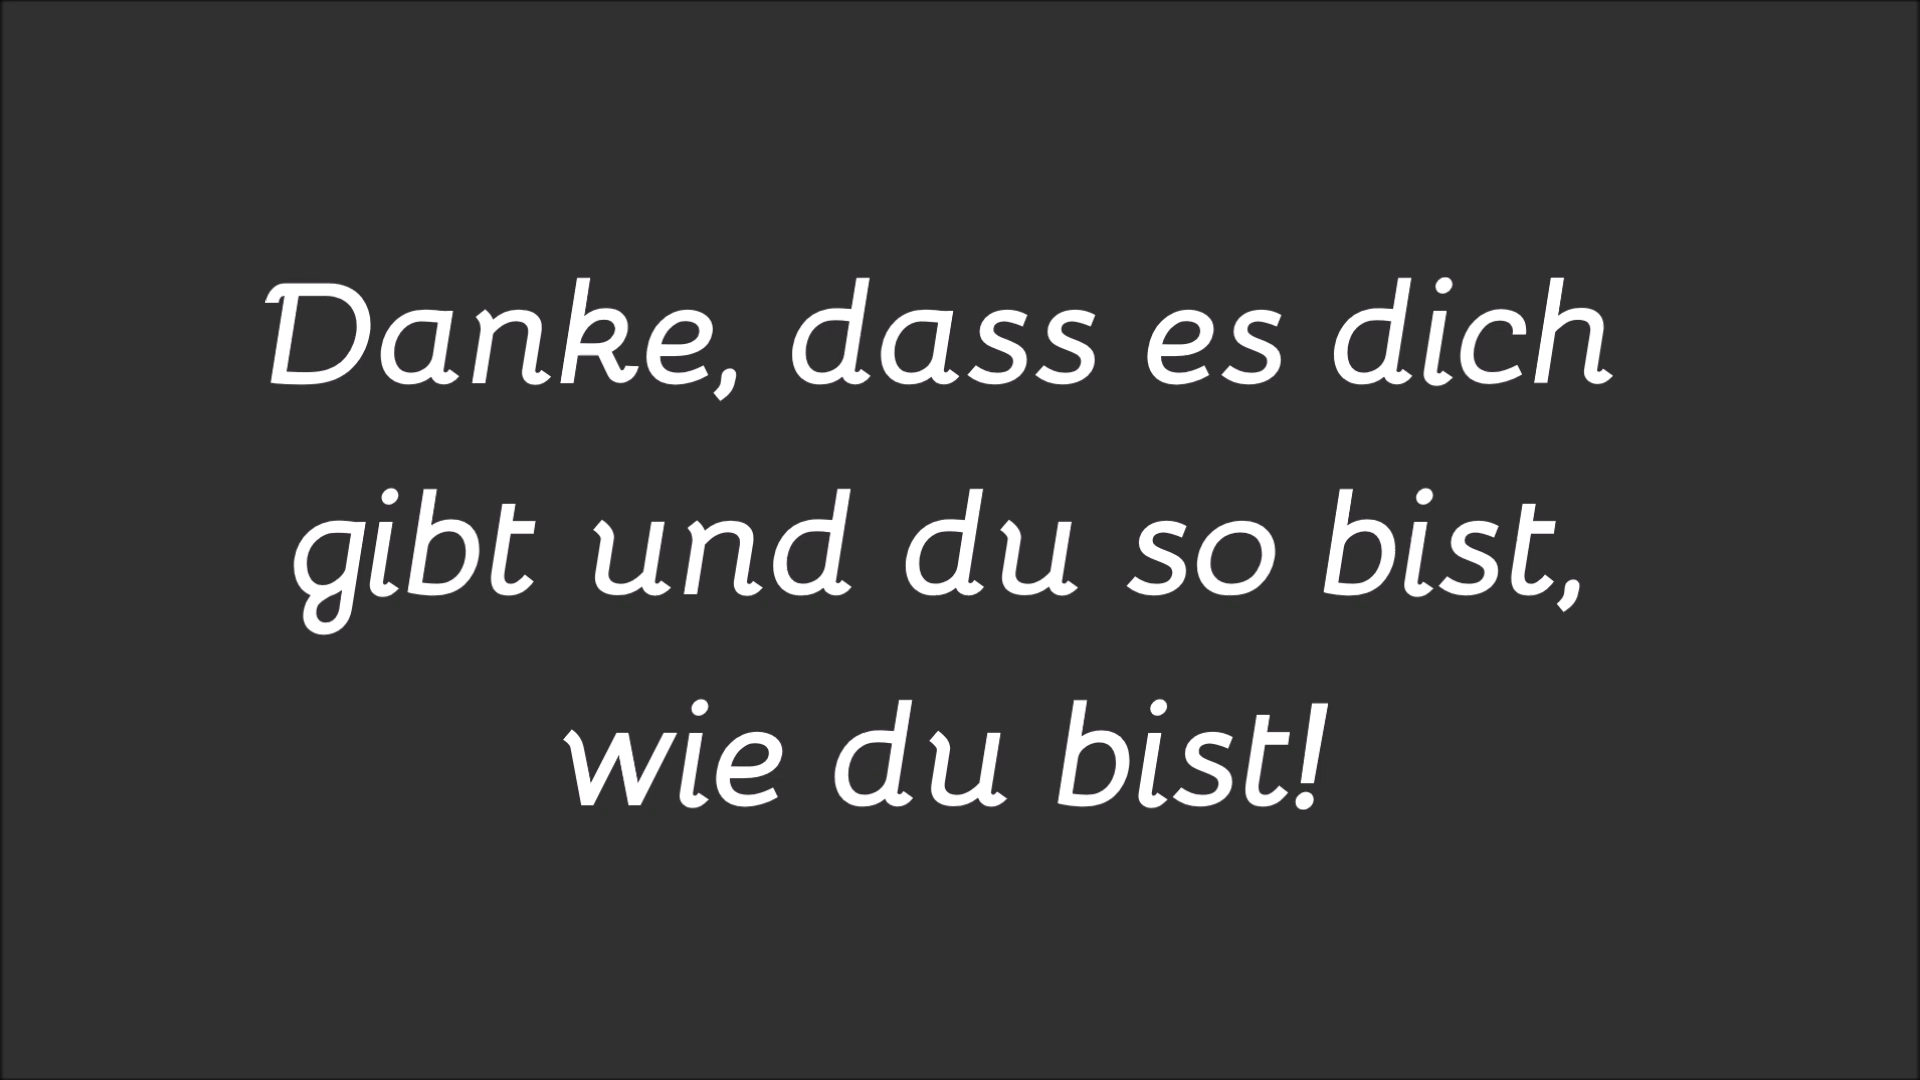 Danke, dass es dich
gibt und du so bist,
wie du bist!